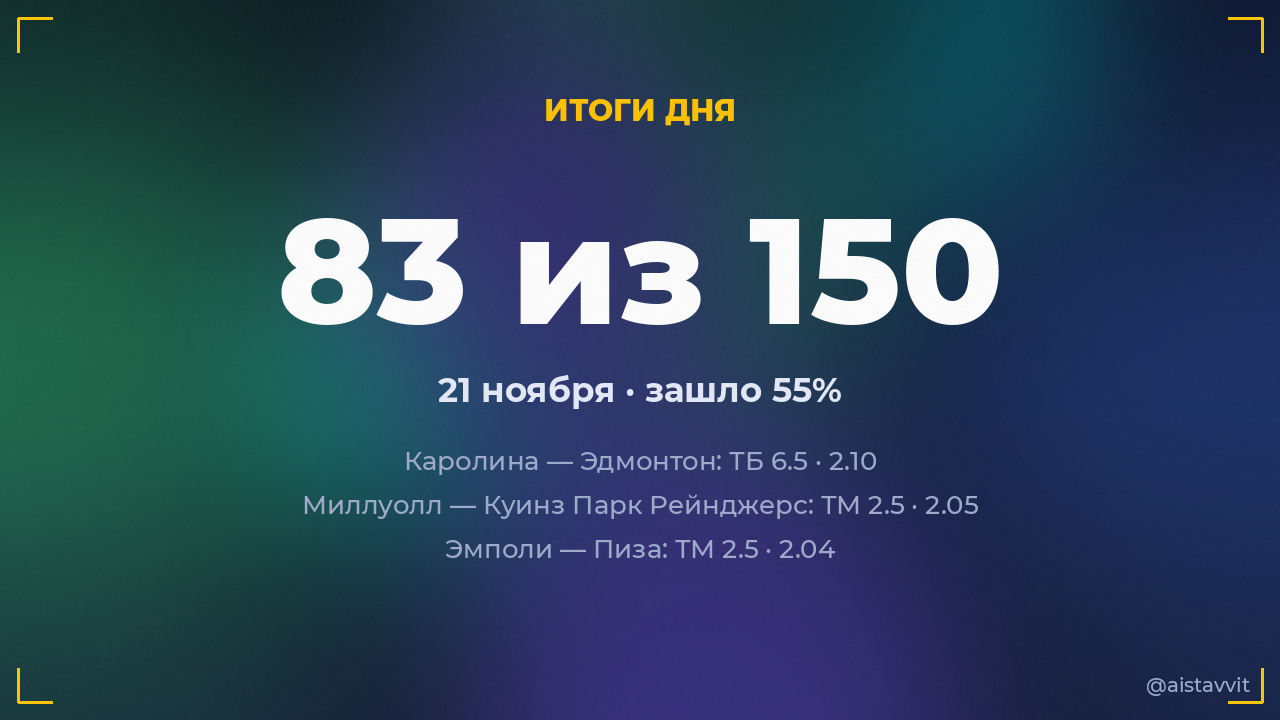 ИТОГИ ДНЯ
83 из 150
21 ноября · зашло 55%
Каролина — Эдмонтон: ТБ 6.5 · 2.10
Миллуолл — Куинз Парк Рейнджерс: ТМ 2.5 · 2.05
Эмполи — Пиза: ТМ 2.5 · 2.04
@aistavvit